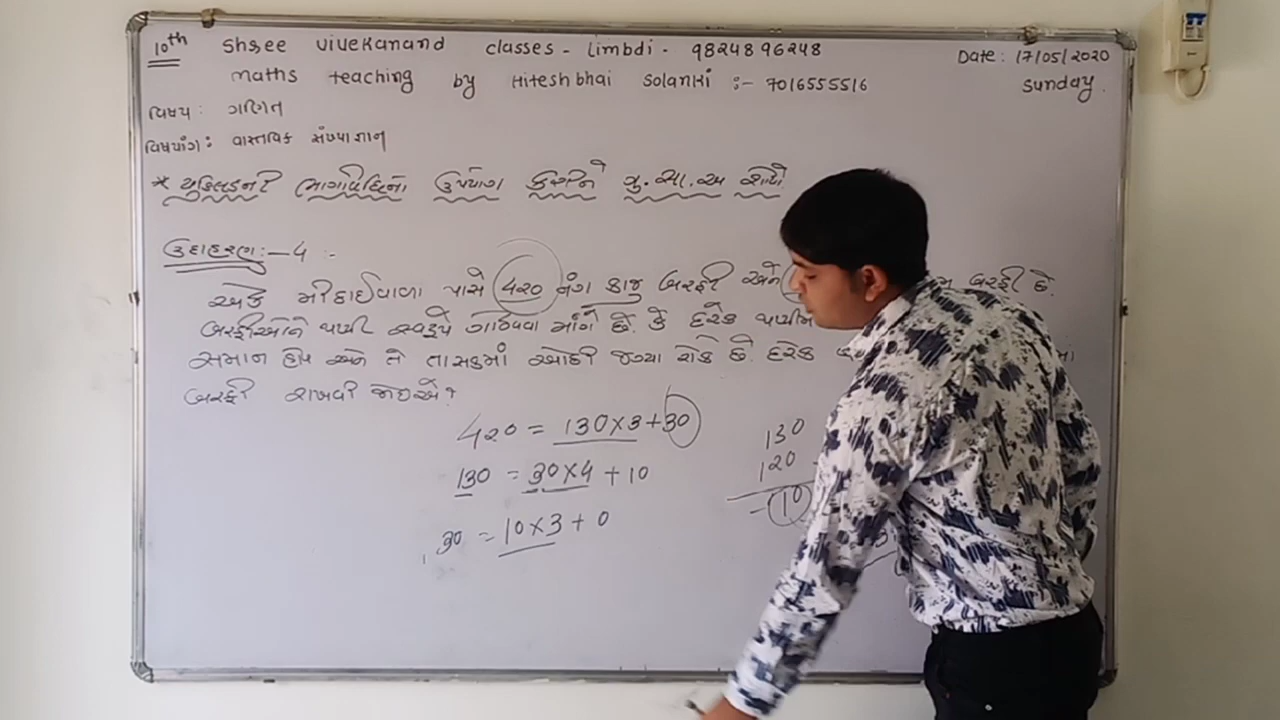 10th Shree vivekanand classes - limbdi - 9824896248 Date: 17/05/2020
maths teaching by Hiteshbhai Solanki :- 7016555516 Sunday.
વિષય: ગણિત
વિષયાંગ: વાસ્તવિક સંખ્યાજ્ઞાન
* યુક્લિડની ભાગવિધિનો ઉપયોગ કરીને ગુ.સા.અ શોધો
ઉદાહરણ:- 4 :-
એક મીઠાઈવાળા પાસે 420 નંગ કાજુ બરફી અને બરફી છે.
બરફીઓને થપ્પી સ્વરૂપે ગોઠવવા માંગે છે. કે દરેક
સમાન હોય અને તે તાસકમાં ઓછી જગ્યા રોકે છે. દરેક
બરફી રાખવી જોઇએ?
420 = 130×3+30
130 = 30×4 + 10
30 = 10×3 + 0
130
120
10